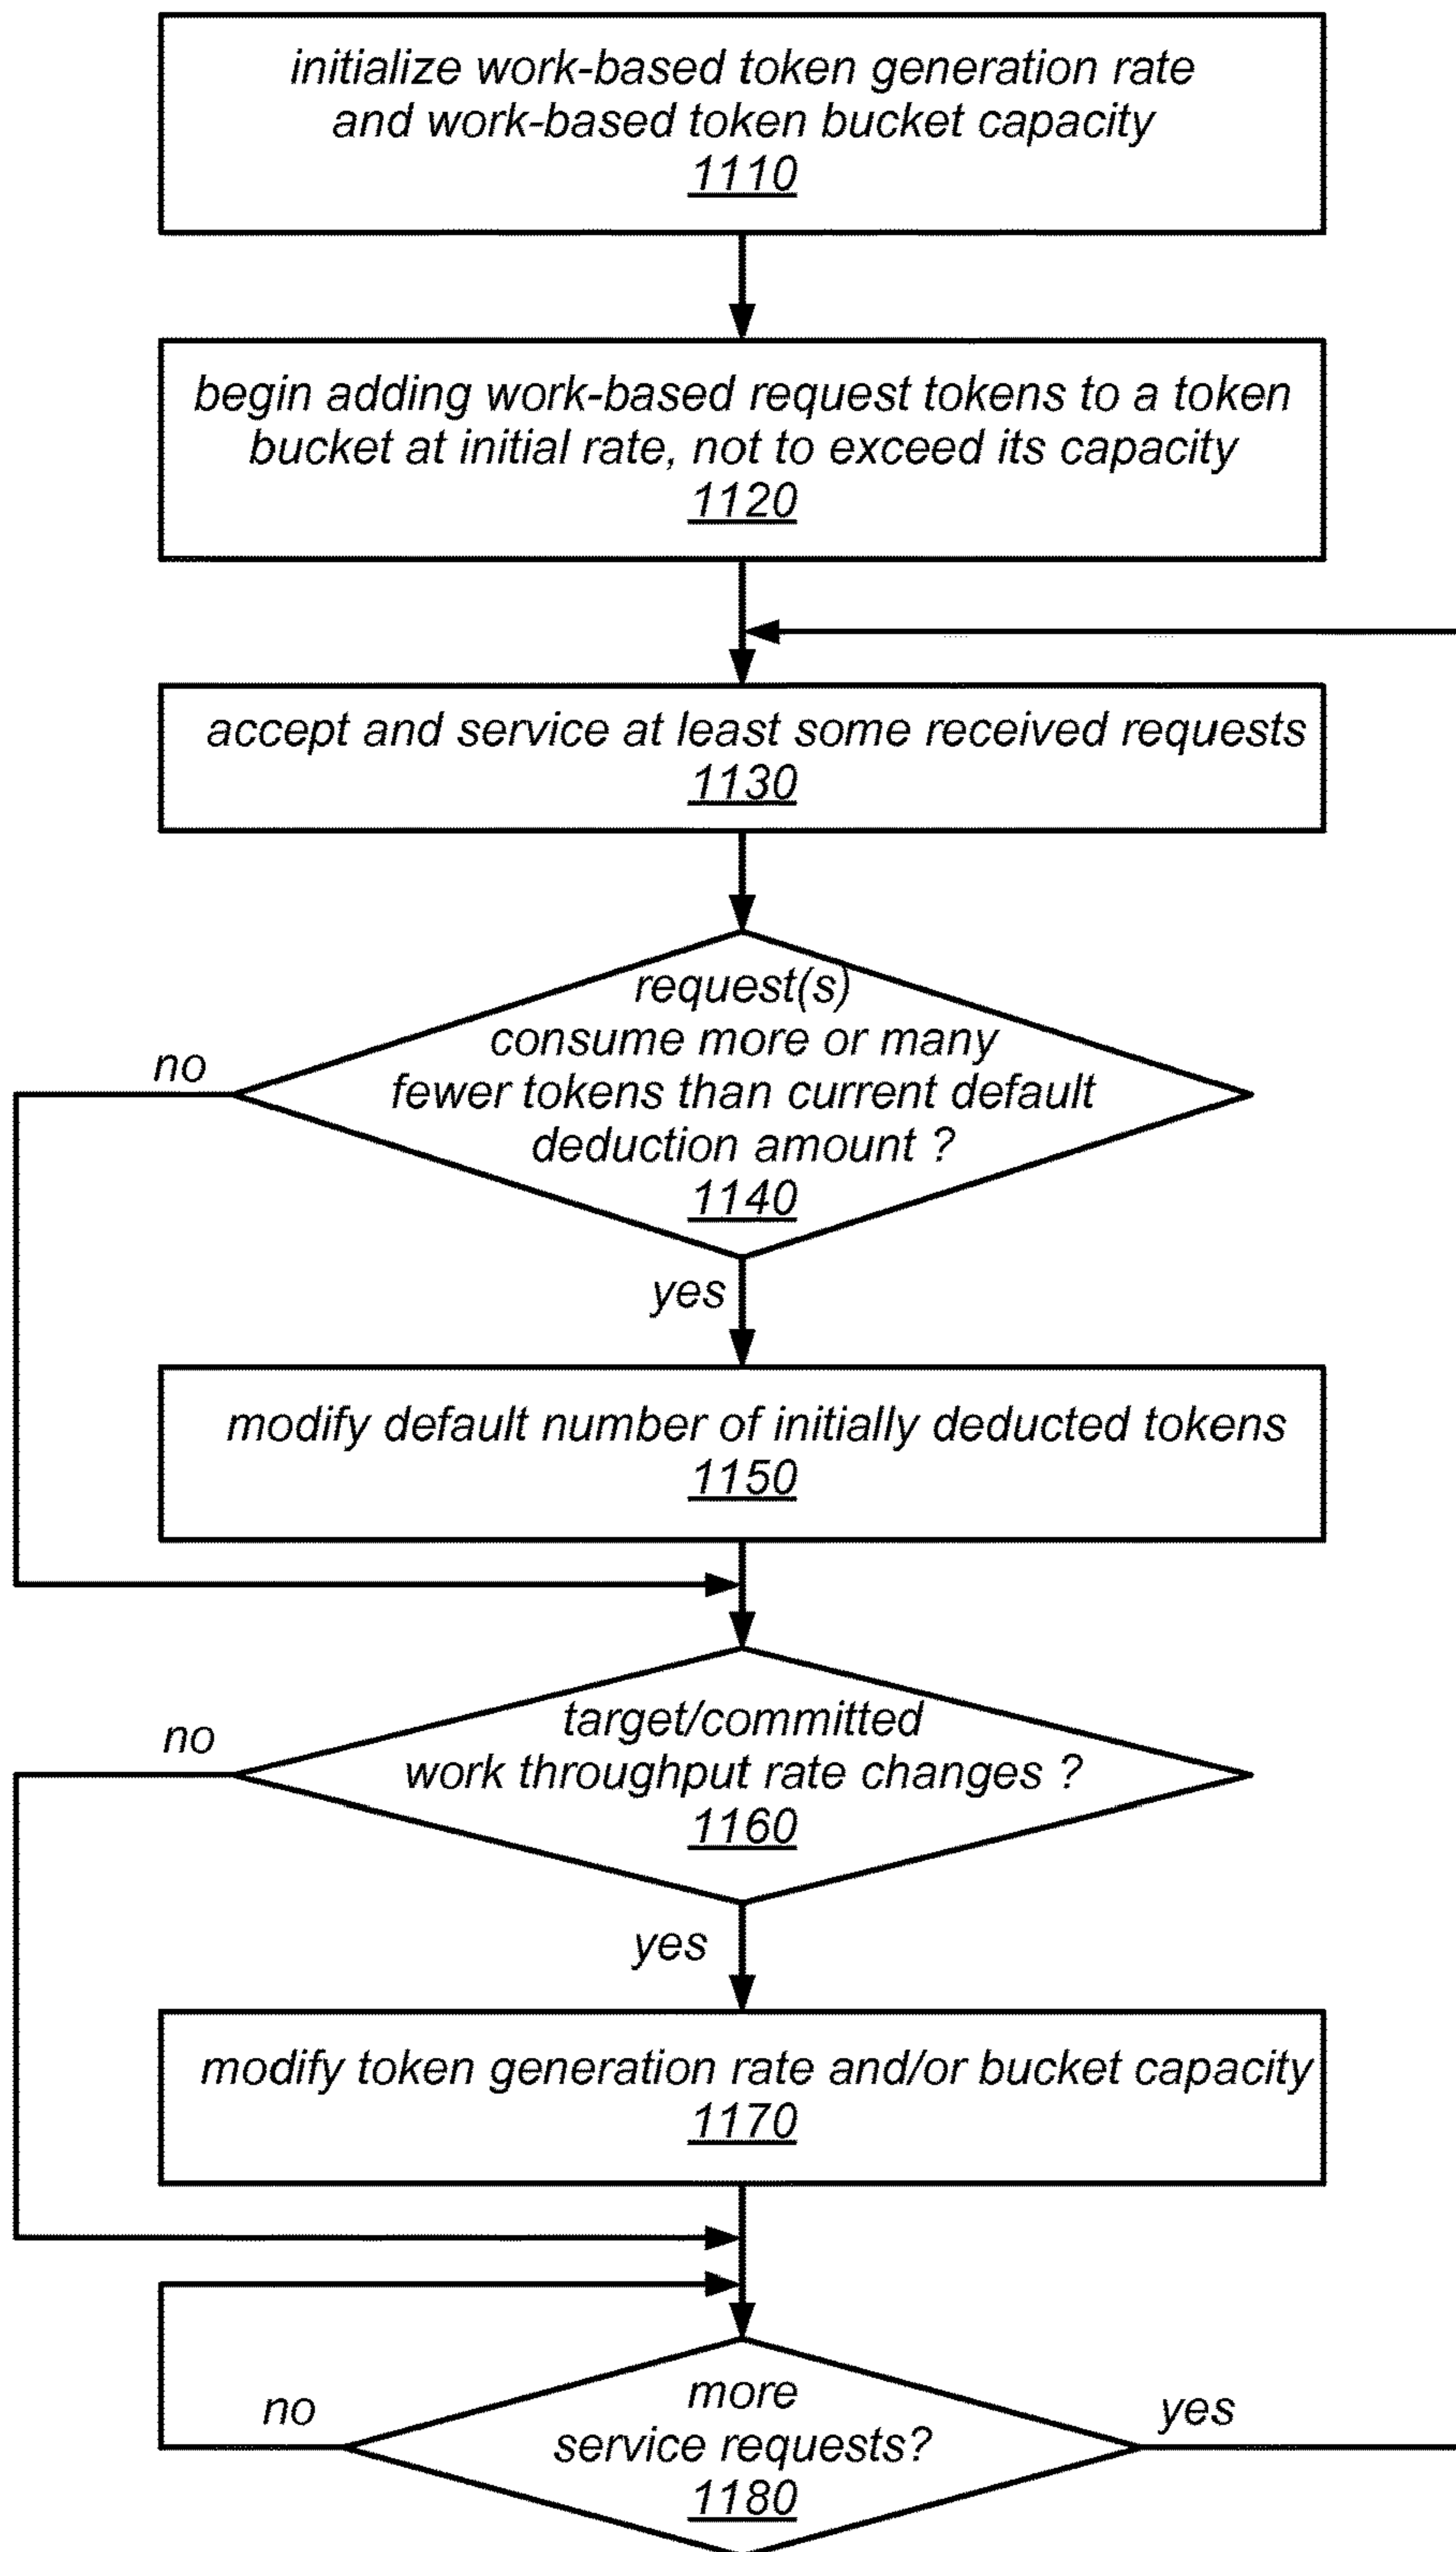 initialize work-based token generation rate
and work-based token bucket capacity
1110
begin adding work-based request tokens to a token
bucket at initial rate, not to exceed its capacity
1120
accept and service at least some received requests
1130
request(s)
consume more or many
fewer tokens than current default
deduction amount ?
1140
no
yes
modify default number of initially deducted tokens
1150
target/committed
work throughput rate changes ?
1160
no
yes
modify token generation rate and/or bucket capacity
1170
more
service requests?
1180
no
yes